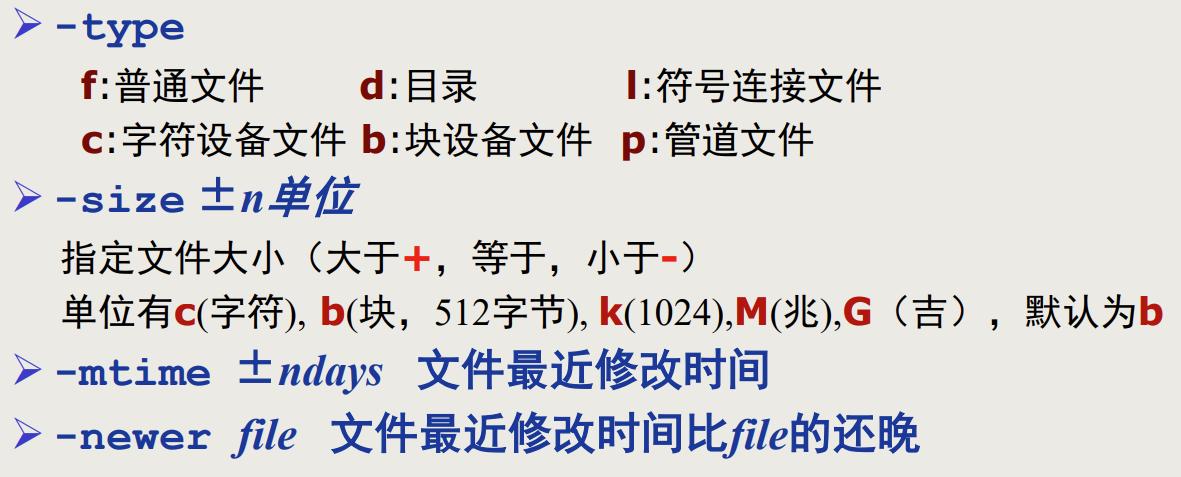 ➢ -type
f:普通文件 d:目录 l:符号连接文件
c:字符设备文件 b:块设备文件 p:管道文件
➢ -size ±n单位
指定文件大小（大于+，等于，小于-）
单位有c(字符), b(块，512字节), k(1024),M(兆),G（吉），默认为b
➢ -mtime ±ndays 文件最近修改时间
➢ -newer file 文件最近修改时间比file的还晚